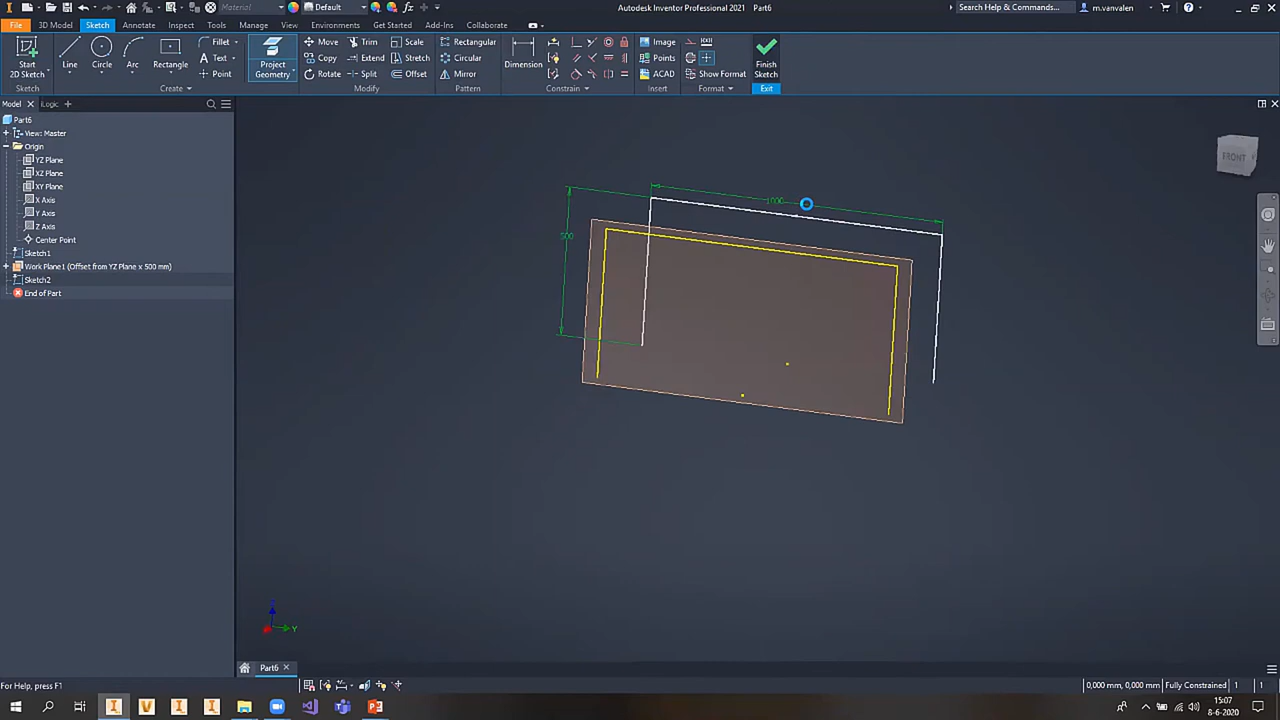 Material
Default
Autodesk Inventor Professional 2021 Part6
Search Help & Commands...
m.vanvalen
File
3D Model
Sketch
Annotate
Inspect
Tools
Manage
View
Environments
Get Started
Add-Ins
Collaborate
Start
2D Sketch
Line
Circle
Arc
Rectangle
Fillet
Text
Point
Project
Geometry
Move
Copy
Rotate
Trim
Extend
Split
Scale
Stretch
Offset
Rectangular
Circular
Mirror
Dimension
Image
Points
ACAD
Show Format
Finish
Sketch
Sketch
Create
Modify
Pattern
Constrain
Insert
Format
Exit
Model
iLogic
Part6
View: Master
Origin
YZ Plane
XZ Plane
XY Plane
X Axis
Y Axis
Z Axis
Center Point
Sketch1
Work Plane1 (Offset from YZ Plane x 500 mm)
Sketch2
End of Part
FRONT
1000
500
Z
Y
Part6
For Help, press F1
0,000 mm, 0,000 mm
Fully Constrained
1
1
15:07
8-6-2020